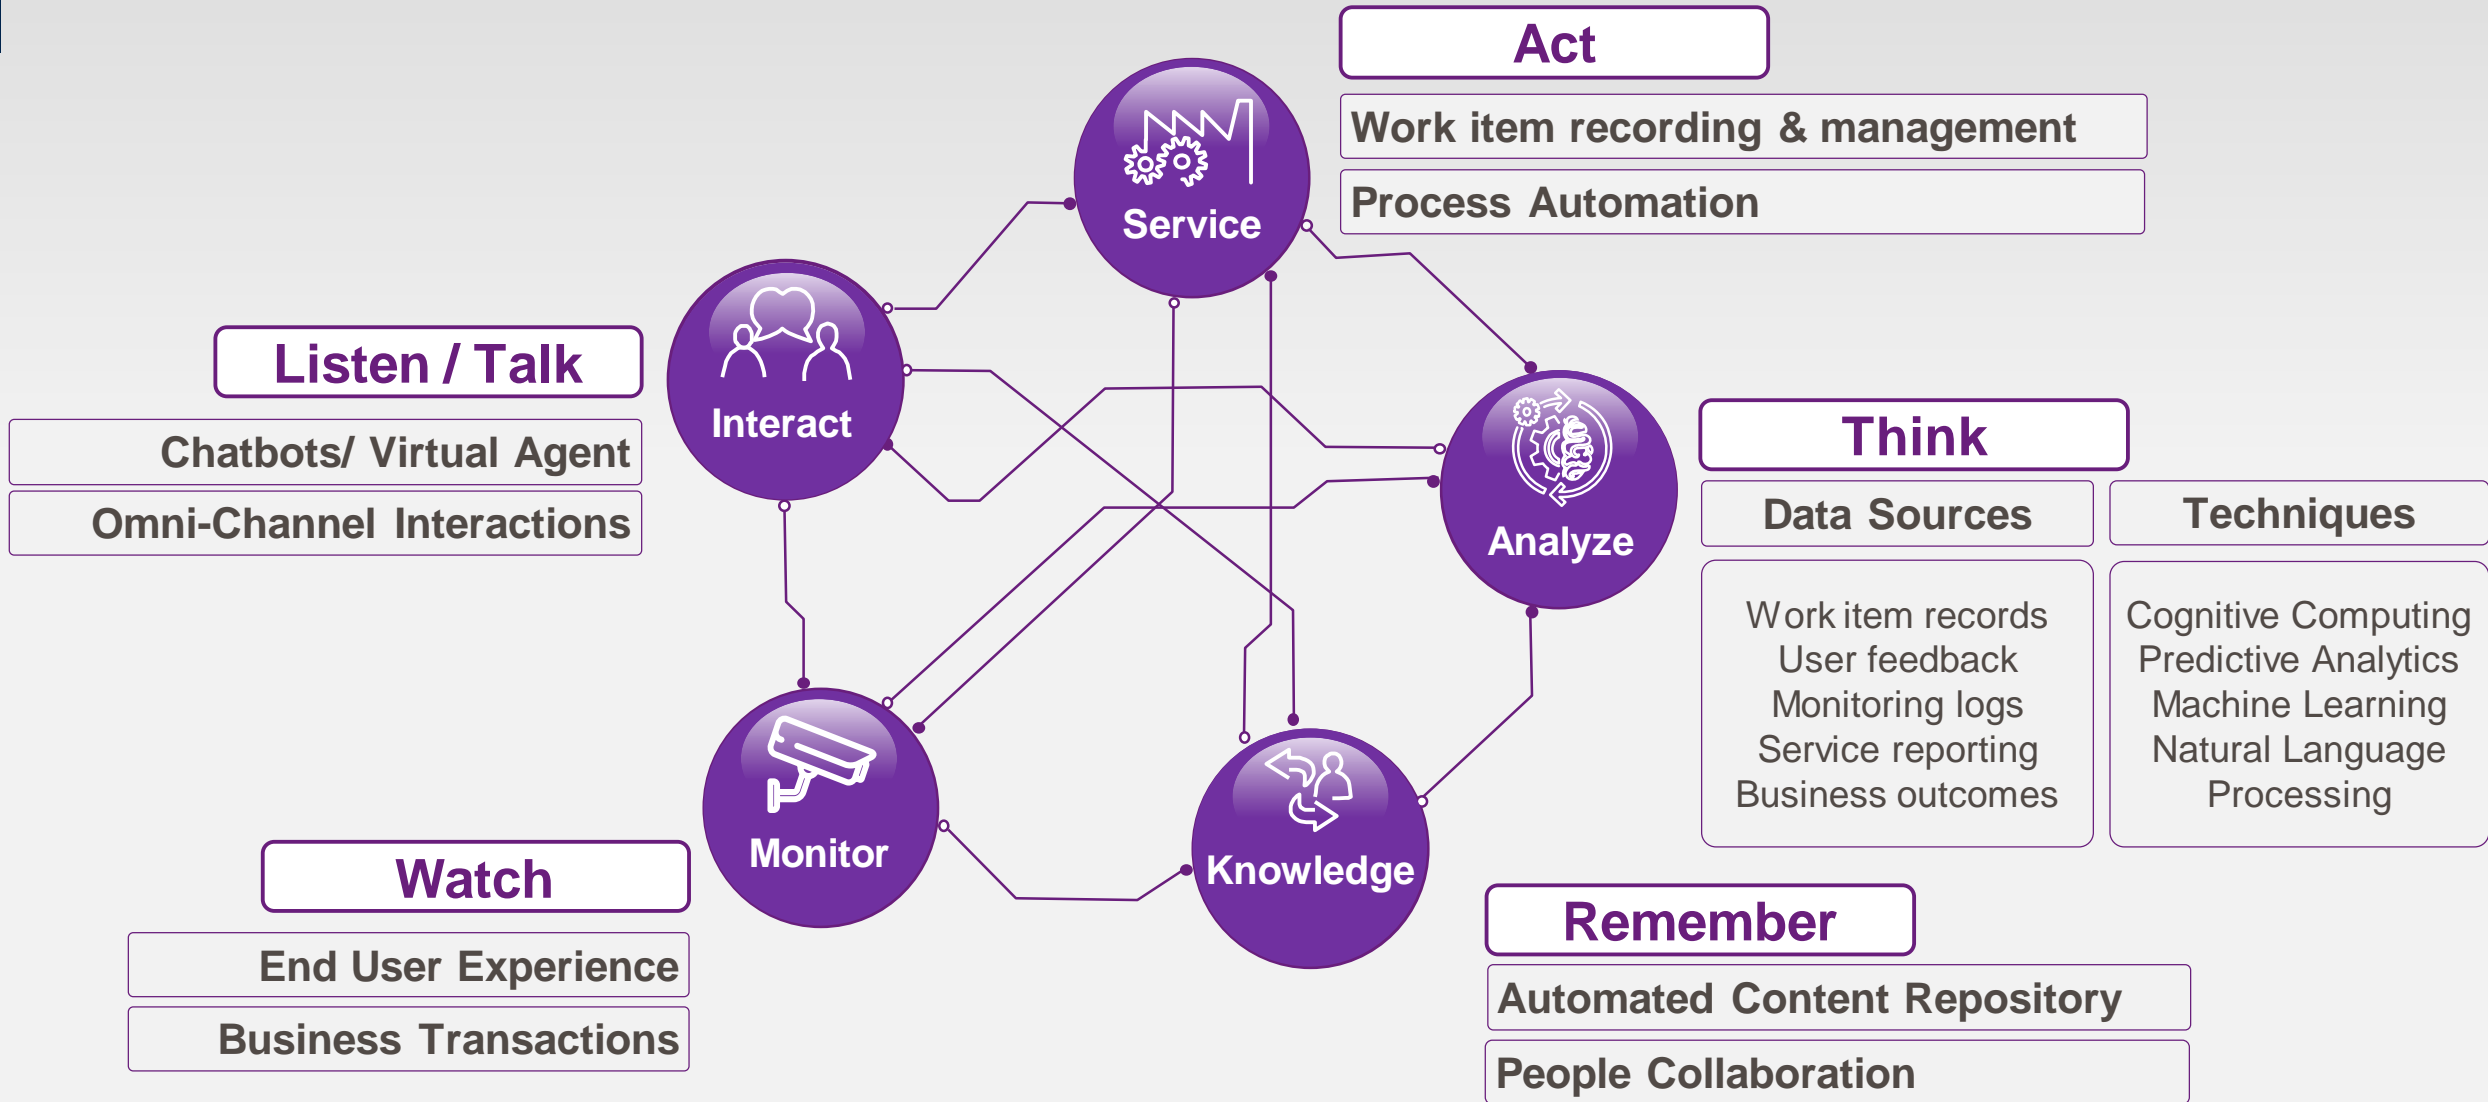 Act
Work item recording & management
Process Automation
Service
Listen / Talk
Chatbots/ Virtual Agent
Omni-Channel Interactions
Interact
Analyze
Think
Data Sources
Work item records
User feedback
Monitoring logs
Service reporting
Business outcomes
Techniques
Cognitive Computing
Predictive Analytics
Machine Learning
Natural Language
Processing
Monitor
Watch
End User Experience
Business Transactions
Knowledge
Remember
Automated Content Repository
People Collaboration